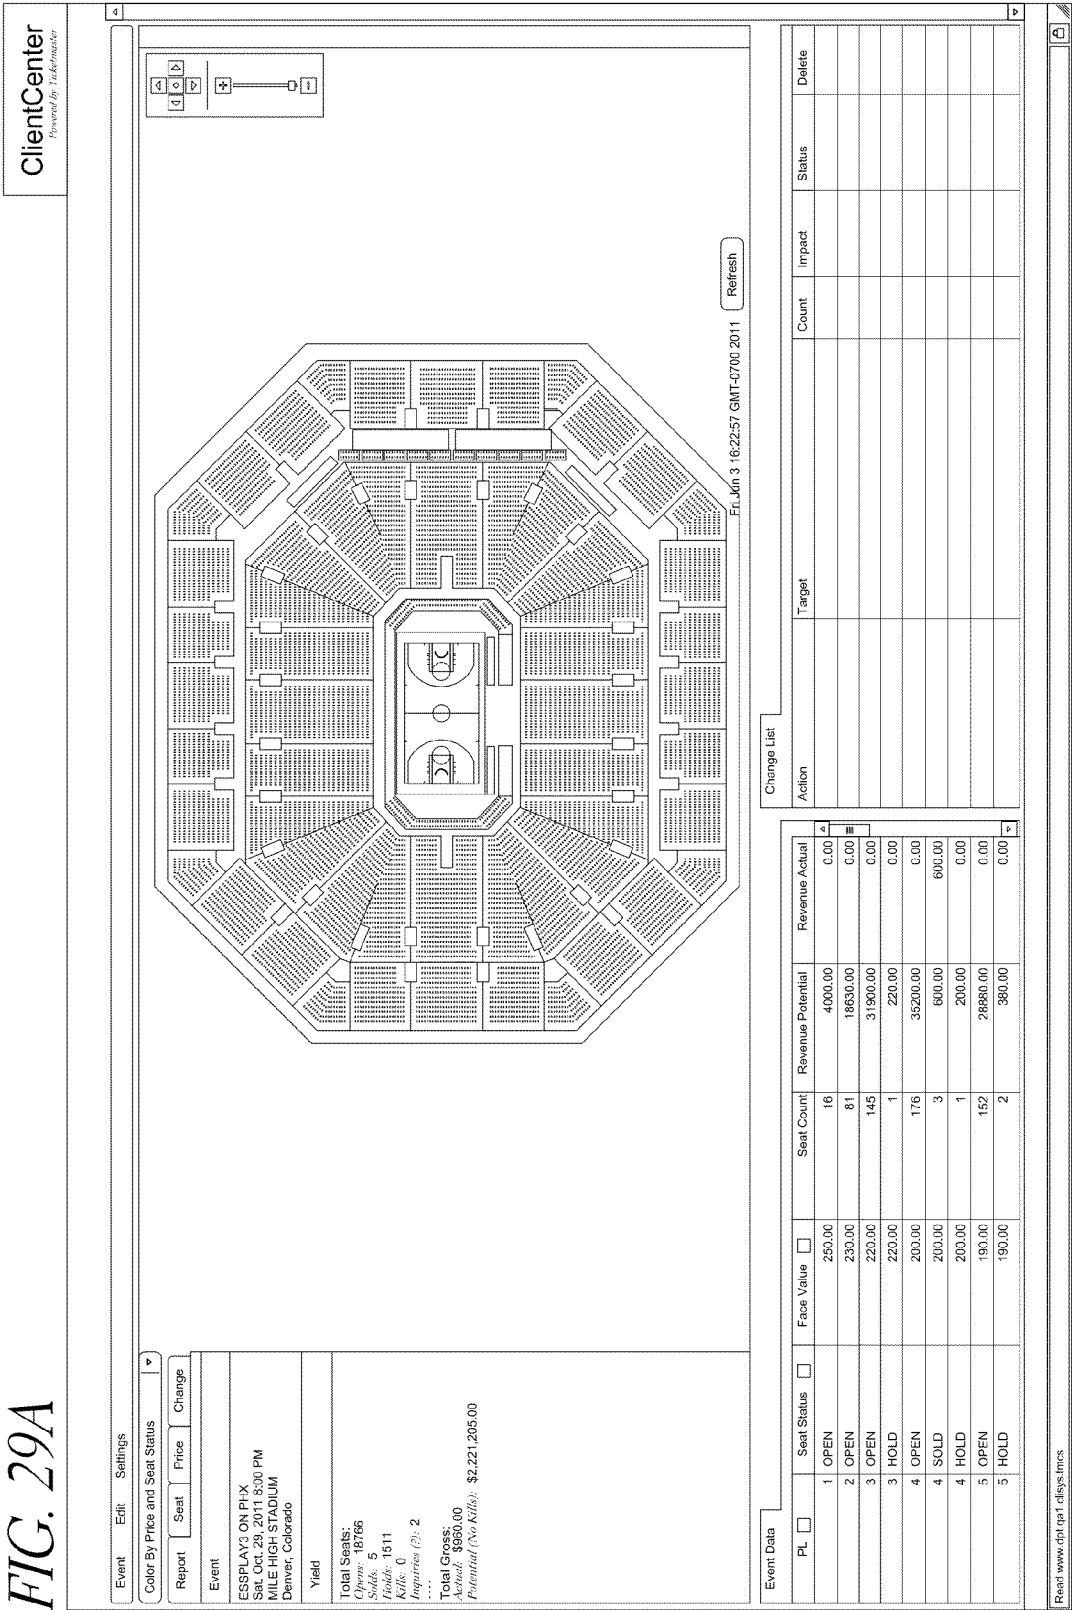 FIG. 29A
ClientCenter
Powered by Ticketmaster
Event Edit Settings
Color By Price and Seat Status
Report Seat Price Change
Event
ESSPLAY3 ON PHX
Sat, Oct. 29, 2011 8:00 PM
MILE HIGH STADIUM
Denver, Colorado
Yield
Total Seats:
Opens: 18766
Solds: 5
Holds: 1511
Kills: 0
Inquiries (?): 2
....
Total Gross:
Actual: $960.00
Potential (No Kills): $2,221,205.00
Fri Jun 3 16:22:57 GMT-0700 2011 Refresh
Event Data
PL Seat Status Face Value Seat Count Revenue Potential Revenue Actual
1 OPEN 250.00 16 4000.00 0.00
2 OPEN 230.00 81 18630.00 0.00
3 OPEN 220.00 145 31900.00 0.00
3 HOLD 220.00 1 220.00 0.00
4 OPEN 200.00 176 35200.00 0.00
4 SOLD 200.00 3 600.00 600.00
4 HOLD 200.00 1 200.00 0.00
5 OPEN 190.00 152 28880.00 0.00
5 HOLD 190.00 2 380.00 0.00
Change List
Action Target Count Impact Status Delete
Read www.dpt.qa1.clisys.tmcs